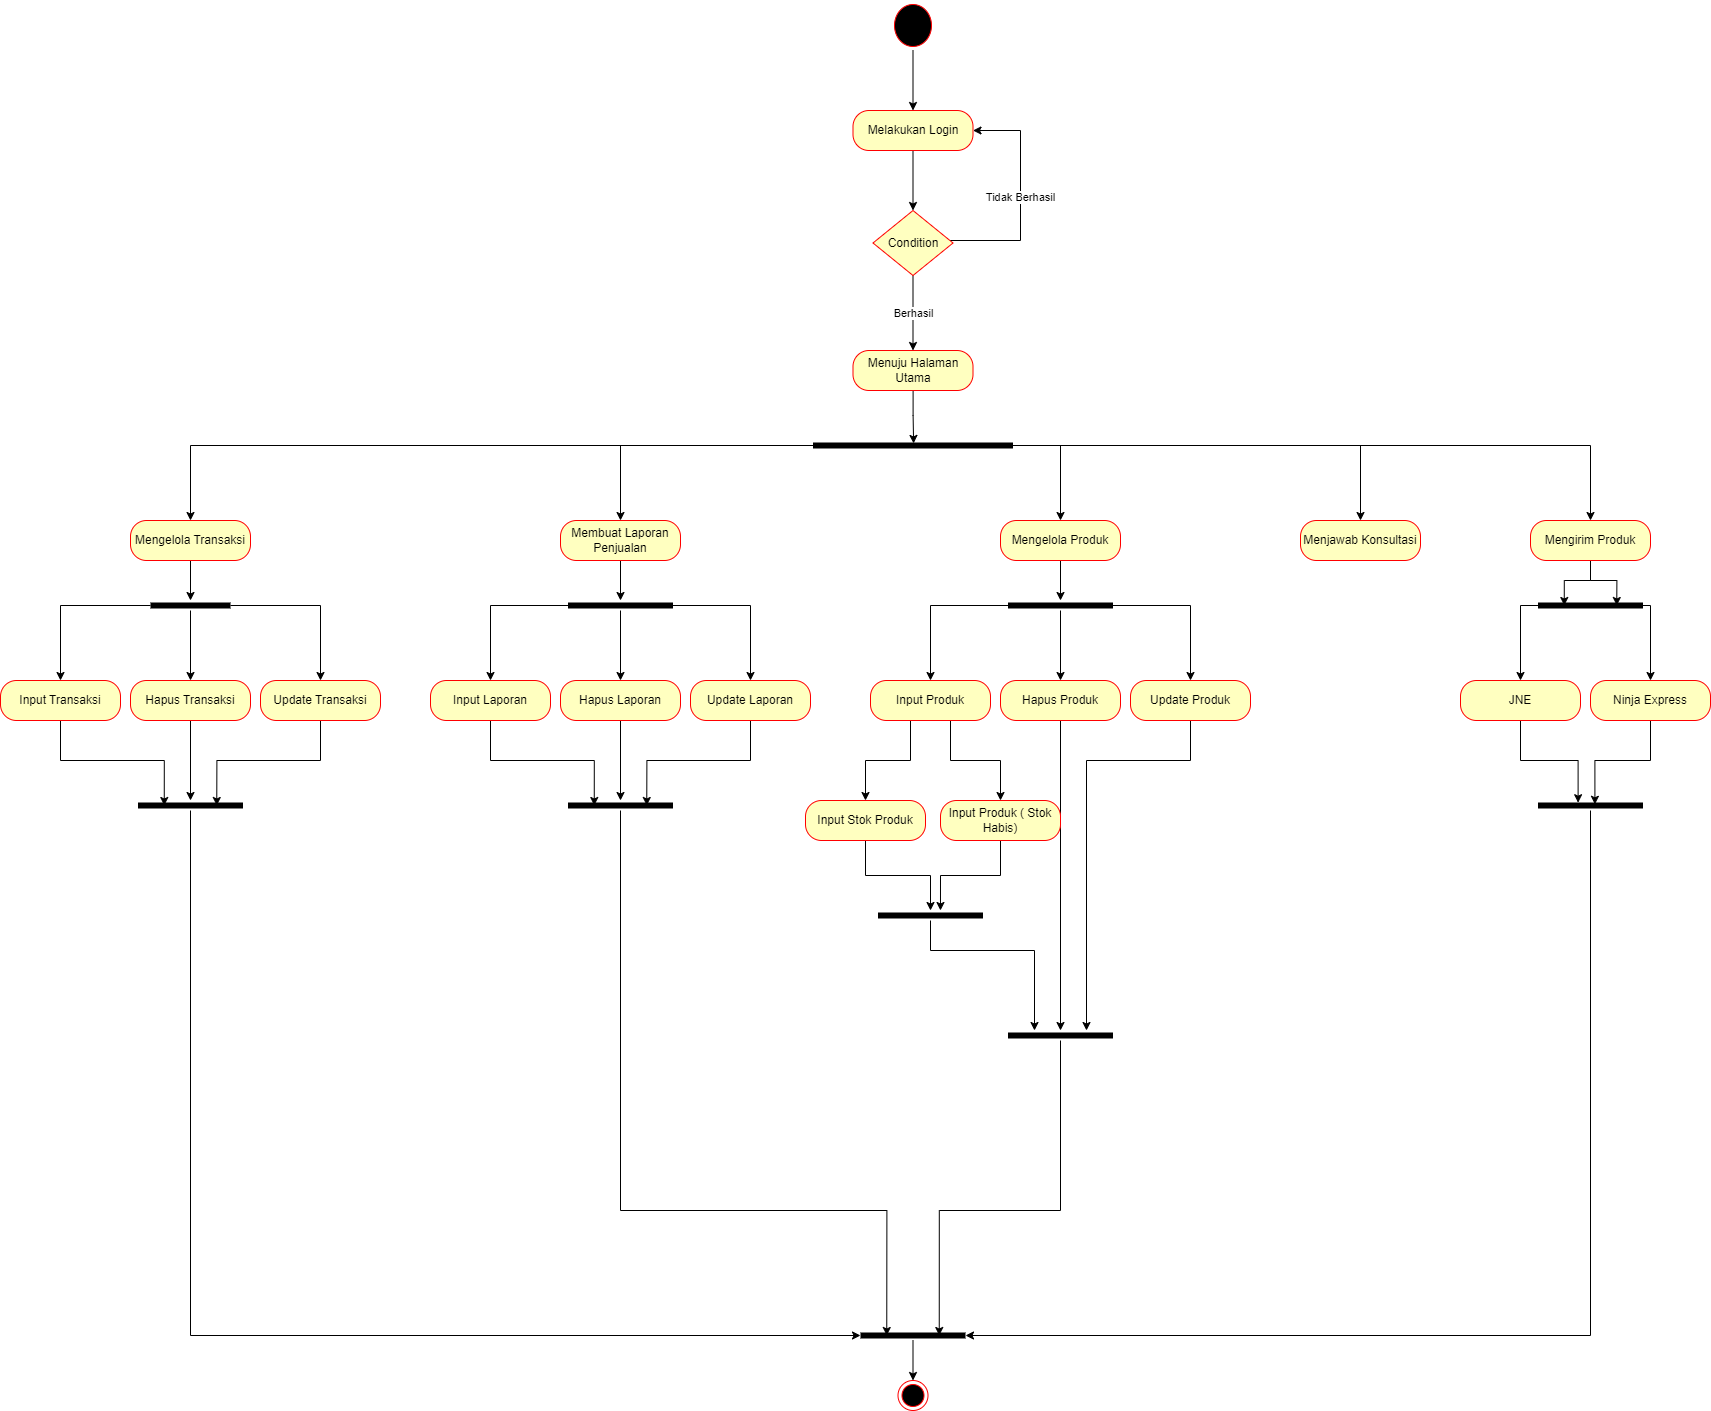 Melakukan Login
Tidak Berhasil
Condition
Berhasil
Menuju Halaman
Utama
Mengelola Transaksi
Membuat Laporan
Penjualan
Mengelola Produk
Menjawab Konsultasi
Mengirim Produk
Input Transaksi
Hapus Transaksi
Update Transaksi
Input Laporan
Hapus Laporan
Update Laporan
Input Produk
Hapus Produk
Update Produk
JNE
Ninja Express
Input Stok Produk
Input Produk ( Stok
Habis)